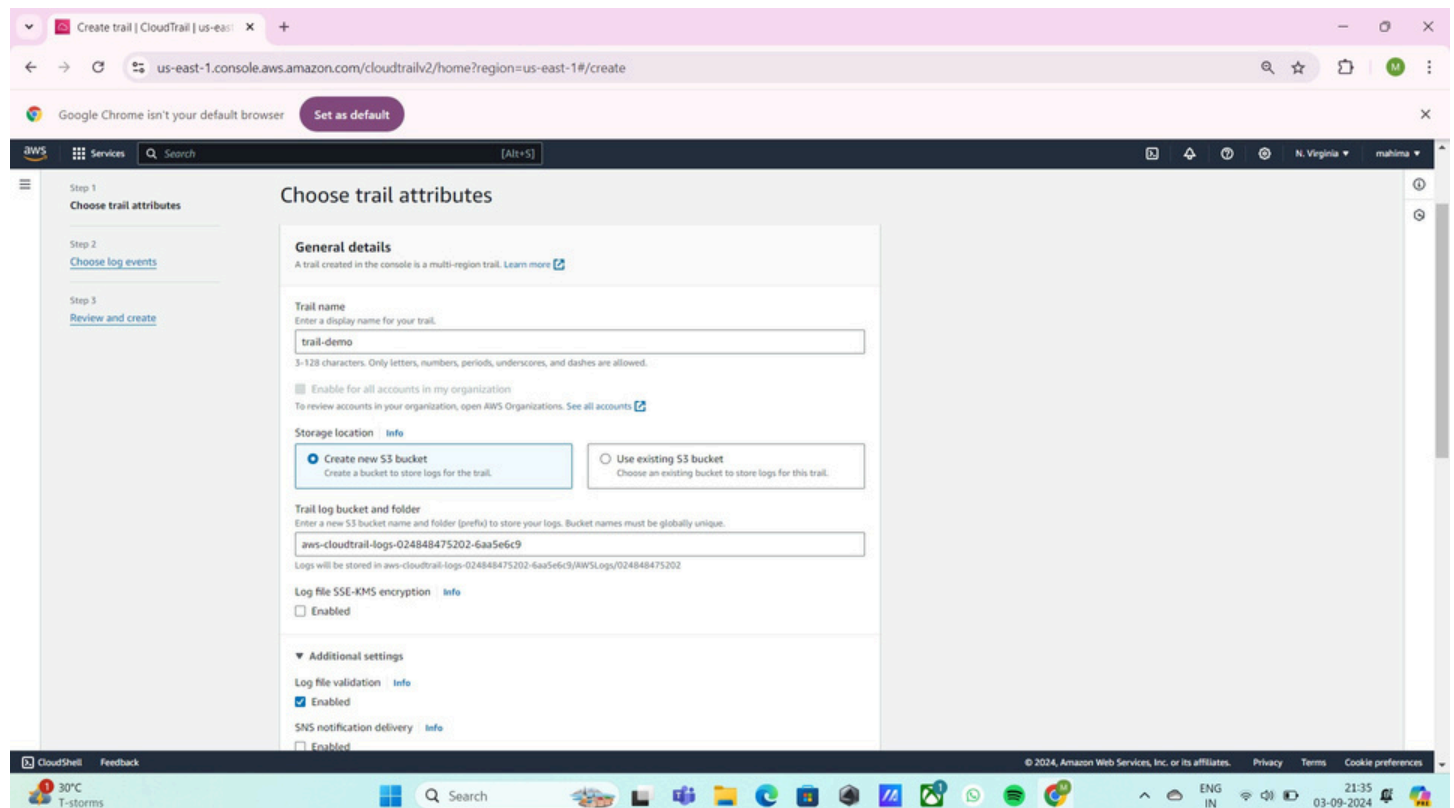 Create trail | CloudTrail | us-eas
us-east-1.console.aws.amazon.com/cloudtrailv2/home?region=us-east-1#/create
M
Google Chrome isn't your default browser
Set as default
aws
Services
Search
[Alt+S]
N. Virginia
mahima
Step 1
Choose trail attributes
Step 2
Choose log events
Step 3
Review and create
Choose trail attributes
General details
A trail created in the console is a multi-region trail. Learn more
Trail name
Enter a display name for your trail.
trail-demo
3-128 characters. Only letters, numbers, periods, underscores, and dashes are allowed.
Enable for all accounts in my organization
To review accounts in your organization, open AWS Organizations. See all accounts
Storage location Info
Create new S3 bucket
Create a bucket to store logs for the trail.
Use existing S3 bucket
Choose an existing bucket to store logs for this trail.
Trail log bucket and folder
Enter a new S3 bucket name and folder (prefix) to store your logs. Bucket names must be globally unique.
aws-cloudtrail-logs-024848475202-6aa5e6c9
Logs will be stored in aws-cloudtrail-logs-024848475202-6aa5e6c9/AWSLogs/024848475202
Log file SSE-KMS encryption Info
Enabled
Additional settings
Log file validation Info
Enabled
SNS notification delivery Info
Enabled
CloudShell
Feedback
© 2024, Amazon Web Services, Inc. or its affiliates.
Privacy
Terms
Cookie preferences
1
30°C
T-storms
Search
ENG
IN
21:35
03-09-2024